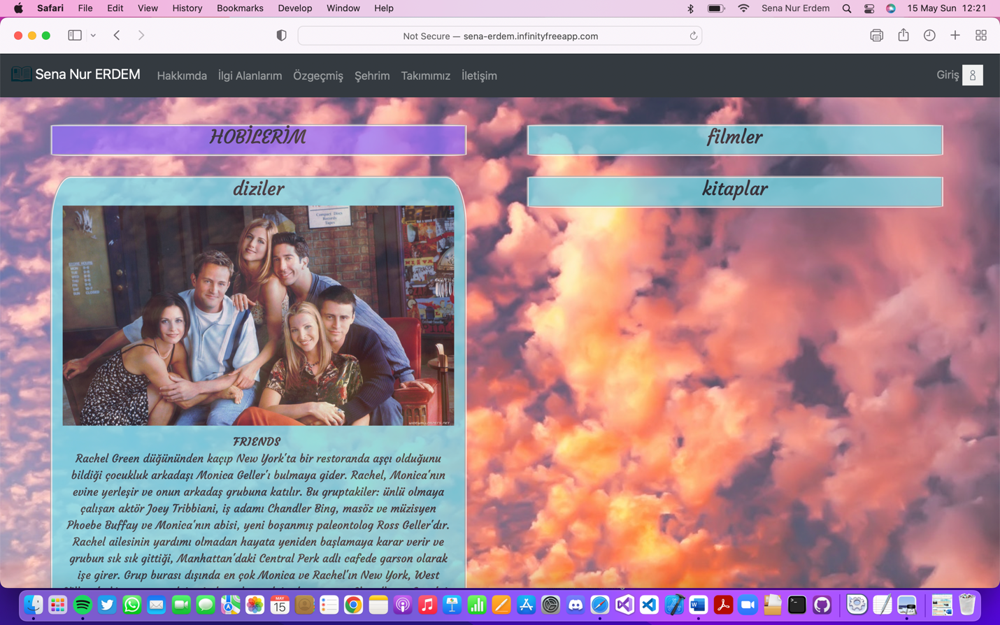 Safari File Edit View History Bookmarks Develop Window Help Sena Nur Erdem 15 May Sun 12:21
Not Secure — sena-erdem.infinityfreeapp.com
Sena Nur ERDEM Hakkımda İlgi Alanlarım Özgeçmiş Şehrim Takımımız İletişim Giriş
HOBİLERİM
filmler
diziler
kitaplar
Compact Discs
Records
Tapes
FRIENDS
Rachel Green düğününden kaçıp New York'ta bir restoranda aşçı olduğunu
bildiği çocukluk arkadaşı Monica Geller'ı bulmaya gider. Rachel, Monica'nın
evine yerleşir ve onun arkadaş grubuna katılır. Bu gruptakiler: ünlü olmaya
çalışan aktör Joey Tribbiani, iş adamı Chandler Bing, masöz ve müzisyen
Phoebe Buffay ve Monica'nın abisi, yeni boşanmış paleontolog Ross Geller'dır.
Rachel ailesinin yardımı olmadan hayata yeniden başlamaya karar verir ve
grubun sık sık gittiği, Manhattan'daki Central Perk adlı cafede garson olarak
işe girer. Grup burası dışında en çok Monica ve Rachel'ın New York, West
MAY
15